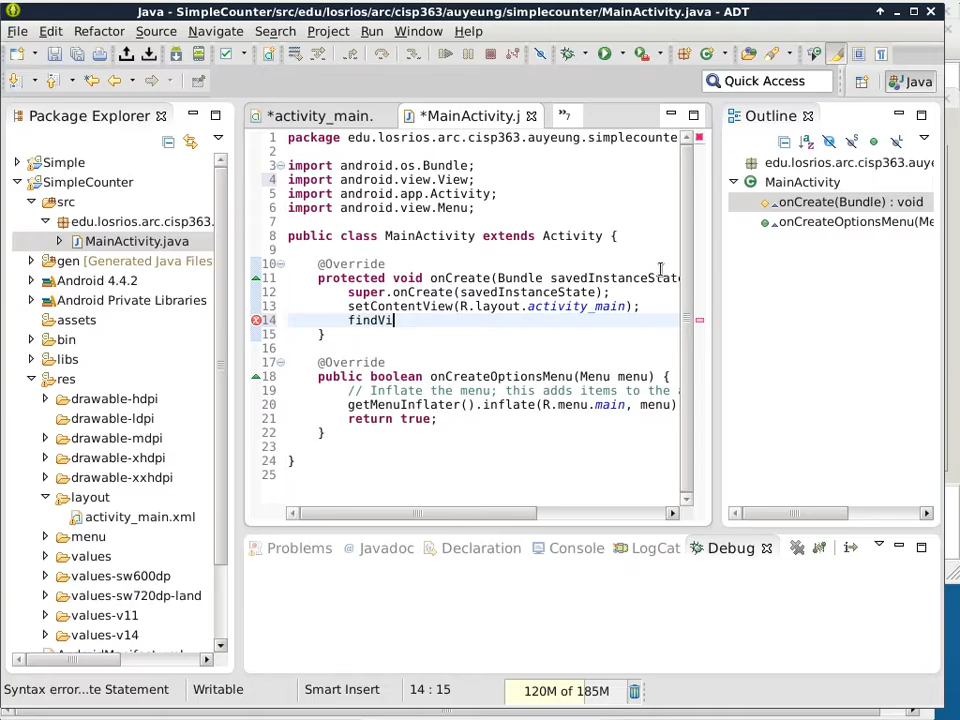 Java - SimpleCounter/src/edu/losrios/arc/cisp363/auyeung/simplecounter/MainActivity.java - ADT
File Edit Refactor Source Navigate Search Project Run Window Help
Quick Access
Java
Package Explorer
Simple
SimpleCounter
src
edu.losrios.arc.cisp363.
MainActivity.java
gen [Generated Java Files]
Android 4.4.2
Android Private Libraries
assets
bin
libs
res
drawable-hdpi
drawable-ldpi
drawable-mdpi
drawable-xhdpi
drawable-xxhdpi
layout
activity_main.xml
menu
values
values-sw600dp
values-sw720dp-land
values-v11
values-v14
*activity_main.
*MainActivity.j
»7
1 package edu.losrios.arc.cisp363.auyeung.simplecounte
2
3 import android.os.Bundle;
4 import android.view.View;
5 import android.app.Activity;
6 import android.view.Menu;
7
8 public class MainActivity extends Activity {
9
10 @Override
11 protected void onCreate(Bundle savedInstanceState
12 super.onCreate(savedInstanceState);
13 setContentView(R.layout.activity_main);
14 findVi
15 }
16
17 @Override
18 public boolean onCreateOptionsMenu(Menu menu) {
19 // Inflate the menu; this adds items to the a
20 getMenuInflater().inflate(R.menu.main, menu)
21 return true;
22 }
23
24 }
25
Outline
edu.losrios.arc.cisp363.auye
MainActivity
onCreate(Bundle) : void
onCreateOptionsMenu(Me
Problems @ Javadoc Declaration Console LogCat Debug
Syntax error...te Statement Writable Smart Insert 14 : 15 120M of 185M